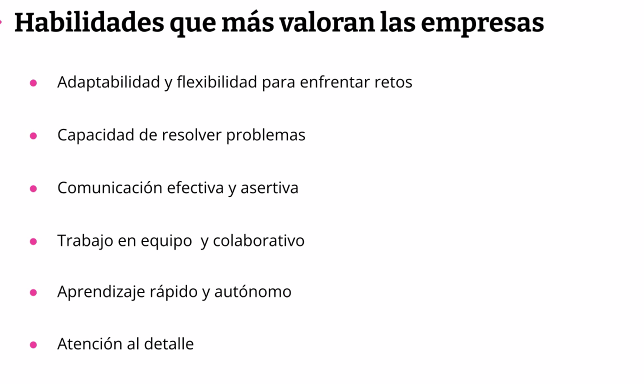 Habilidades que más valoran las empresas
Adaptabilidad y flexibilidad para enfrentar retos
Capacidad de resolver problemas
Comunicación efectiva y asertiva
Trabajo en equipo  y colaborativo
Aprendizaje rápido y autónomo
Atención al detalle